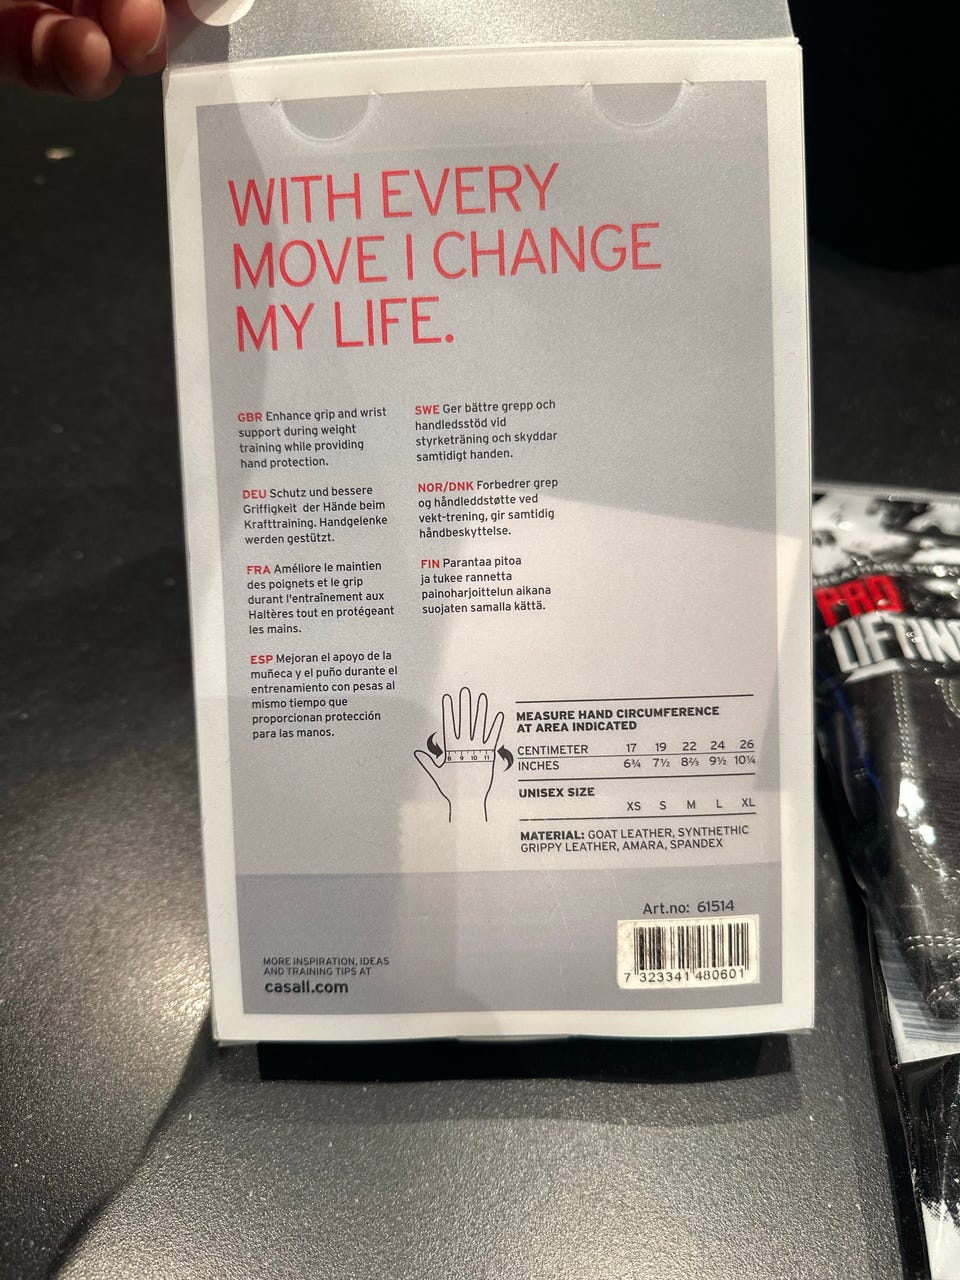 WITH EVERY
MOVE I CHANGE
MY LIFE.
GBR Enhance grip and wrist
support during weight
training while providing
hand protection.
DEU Schutz und bessere
Griffigkeit der Hände beim
Krafttraining. Handgelenke
werden gestützt.
FRA Améliore le maintien
des poignets et le grip
durant l'entraînement aux
Haltères tout en protégeant
les mains.
ESP Mejoran el apoyo de la
muñeca y el puño durante el
entrenamiento con pesas al
mismo tiempo que
proporcionan protección
para las manos.
SWE Ger bättre grepp och
handledsstöd vid
styrketräning och skyddar
samtidigt handen.
NOR/DNK Forbedrer grep
og håndleddstøtte ved
vekt-trening, gir samtidig
håndbeskyttelse.
FIN Parantaa pitoa
ja tukee rannetta
painoharjoittelun aikana
suojaten samalla kättä.
8 9 10 11
MEASURE HAND CIRCUMFERENCE
AT AREA INDICATED
CENTIMETER 17 19 22 24 26
INCHES 6¾ 7½ 8⅔ 9½ 10¼
UNISEX SIZE
XS S M L XL
MATERIAL: GOAT LEATHER, SYNTHETHIC
GRIPPY LEATHER, AMARA, SPANDEX
Art.no: 61514
7 323341 480601
MORE INSPIRATION, IDEAS
AND TRAINING TIPS AT
casall.com
PRO
LIFTING